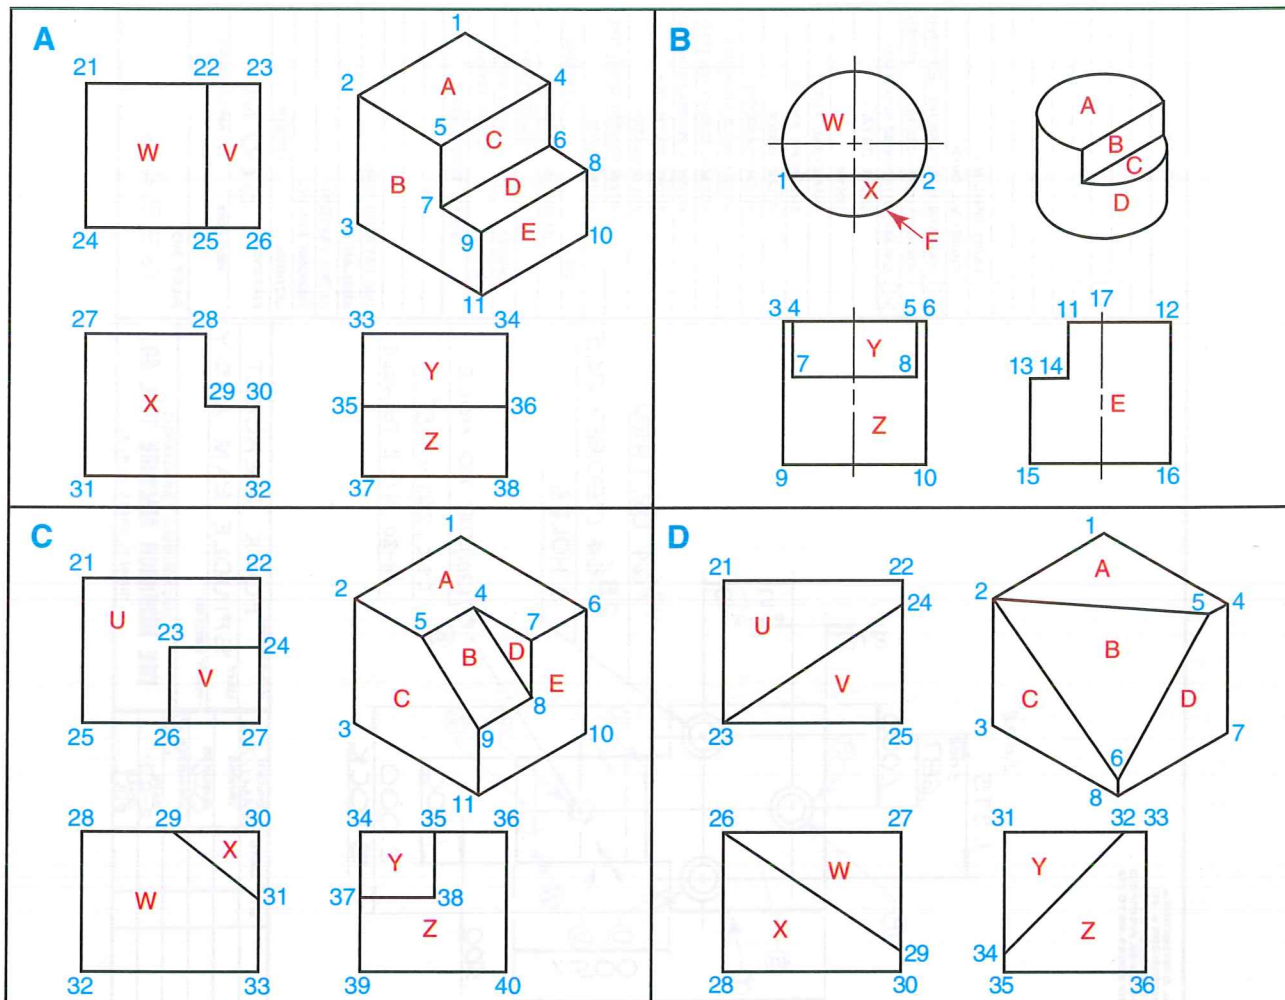 A
21 22 23
W V
24 25 26
1
2 A 4
5 C 6
8
B D
7
3 9 E 10
11
27 28
29 30
X
31 32
33 34
Y
35 36
Z
37 38
B
W
1 X 2
F
A
B
C
D
3 4 5 6
Y
7 8
Z
9 10
17
11 12
13 14
E
15 16
C
21 22
U
23 24
V
25 26 27
1
2 A 4 6
5 7
B D E
C 8
3 9 10
11
28 29 30
X
W 31
32 33
34 35 36
Y
37 38
Z
39 40
D
21 22
24
U
V
23 25
1
A
2 5 4
B
C D
3 7
6
8
26 27
W
X
29
28 30
31 32 33
Y
Z
34
35 36